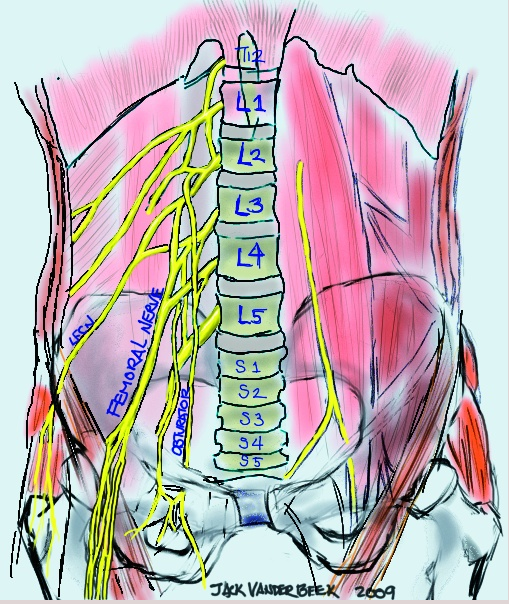 T12
L1
L2
L3
L4
L5
LFCN
FEMORAL NERVE
OBTURATOR
S1
S2
S3
S4
S5
JACK VANDERBEEK 2009